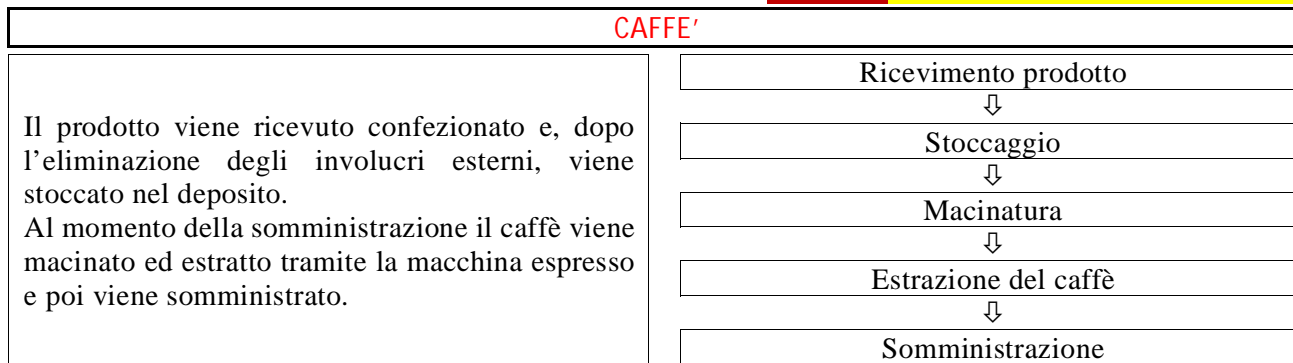 CAFFE’
Il prodotto viene ricevuto confezionato e, dopo
l’eliminazione degli involucri esterni, viene
stoccato nel deposito.
Al momento della somministrazione il caffè viene
macinato ed estratto tramite la macchina espresso
e poi viene somministrato.
Ricevimento prodotto
⇩
Stoccaggio
⇩
Macinatura
⇩
Estrazione del caffè
⇩
Somministrazione